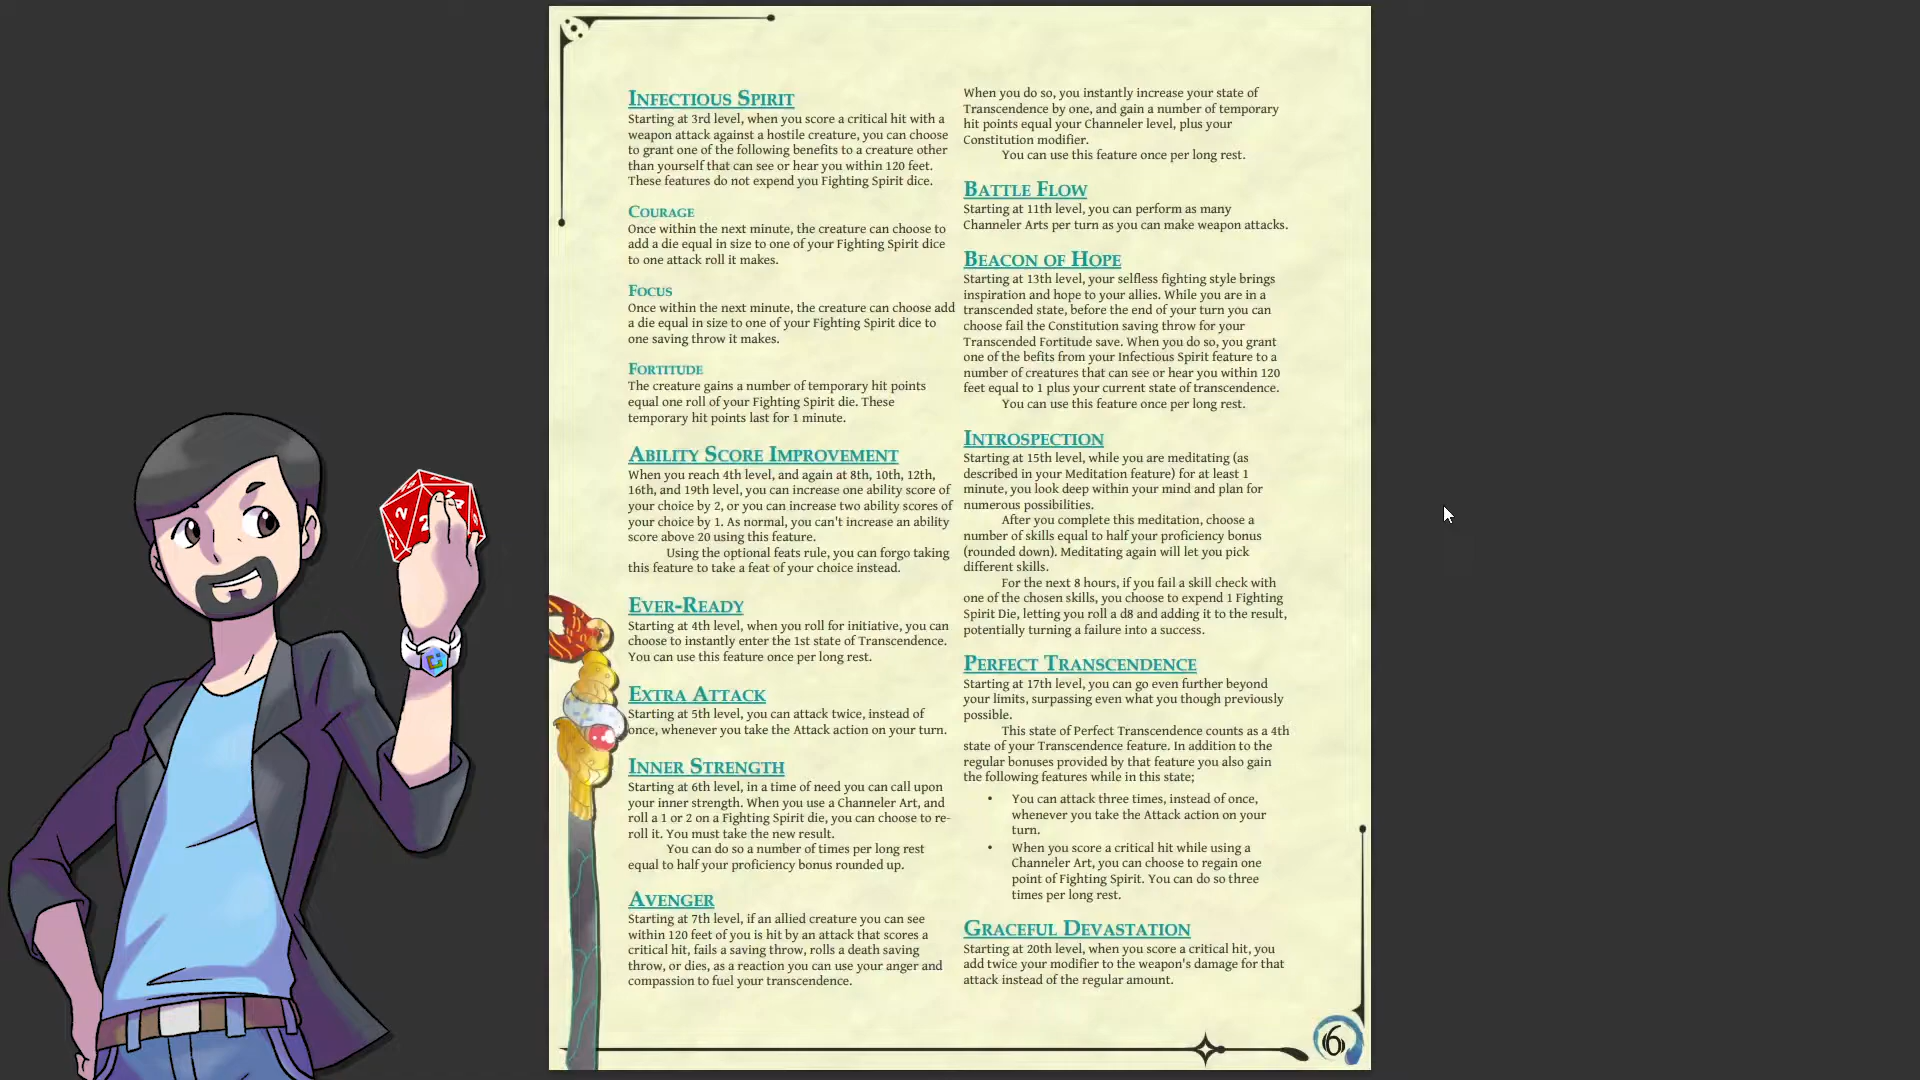 INFECTIOUS SPIRIT
Starting at 3rd level, when you score a critical hit with a
weapon attack against a hostile creature, you can choose
to grant one of the following benefits to a creature other
than yourself that can see or hear you within 120 feet.
These features do not expend you Fighting Spirit dice.
COURAGE
Once within the next minute, the creature can choose to
add a die equal in size to one of your Fighting Spirit dice
to one attack roll it makes.
FOCUS
Once within the next minute, the creature can choose add
a die equal in size to one of your Fighting Spirit dice to
one saving throw it makes.
FORTITUDE
The creature gains a number of temporary hit points
equal one roll of your Fighting Spirit die. These
temporary hit points last for 1 minute.
ABILITY SCORE IMPROVEMENT
When you reach 4th level, and again at 8th, 10th, 12th,
16th, and 19th level, you can increase one ability score of
your choice by 2, or you can increase two ability scores of
your choice by 1. As normal, you can't increase an ability
score above 20 using this feature.
Using the optional feats rule, you can forgo taking
this feature to take a feat of your choice instead.
EVER-READY
Starting at 4th level, when you roll for initiative, you can
choose to instantly enter the 1st state of Transcendence.
You can use this feature once per long rest.
EXTRA ATTACK
Starting at 5th level, you can attack twice, instead of
once, whenever you take the Attack action on your turn.
INNER STRENGTH
Starting at 6th level, in a time of need you can call upon
your inner strength. When you use a Channeler Art, and
roll a 1 or 2 on a Fighting Spirit die, you can choose to re-
roll it. You must take the new result.
You can do so a number of times per long rest
equal to half your proficiency bonus rounded up.
AVENGER
Starting at 7th level, if an allied creature you can see
within 120 feet of you is hit by an attack that scores a
critical hit, fails a saving throw, rolls a death saving
throw, or dies, as a reaction you can use your anger and
compassion to fuel your transcendence.
When you do so, you instantly increase your state of
Transcendence by one, and gain a number of temporary
hit points equal your Channeler level, plus your
Constitution modifier.
You can use this feature once per long rest.
BATTLE FLOW
Starting at 11th level, you can perform as many
Channeler Arts per turn as you can make weapon attacks.
BEACON OF HOPE
Starting at 13th level, your selfless fighting style brings
inspiration and hope to your allies. While you are in a
transcended state, before the end of your turn you can
choose fail the Constitution saving throw for your
Transcended Fortitude save. When you do so, you grant
one of the befits from your Infectious Spirit feature to a
number of creatures that can see or hear you within 120
feet equal to 1 plus your current state of transcendence.
You can use this feature once per long rest.
INTROSPECTION
Starting at 15th level, while you are meditating (as
described in your Meditation feature) for at least 1
minute, you look deep within your mind and plan for
numerous possibilities.
After you complete this meditation, choose a
number of skills equal to half your proficiency bonus
(rounded down). Meditating again will let you pick
different skills.
For the next 8 hours, if you fail a skill check with
one of the chosen skills, you choose to expend 1 Fighting
Spirit Die, letting you roll a d8 and adding it to the result,
potentially turning a failure into a success.
PERFECT TRANSCENDENCE
Starting at 17th level, you can go even further beyond
your limits, surpassing even what you though previously
possible.
This state of Perfect Transcendence counts as a 4th
state of your Transcendence feature. In addition to the
regular bonuses provided by that feature you also gain
the following features while in this state;
• You can attack three times, instead of once,
whenever you take the Attack action on your
turn.
• When you score a critical hit while using a
Channeler Art, you can choose to regain one
point of Fighting Spirit. You can do so three
times per long rest.
GRACEFUL DEVASTATION
Starting at 20th level, when you score a critical hit, you
add twice your modifier to the weapon's damage for that
attack instead of the regular amount.
6